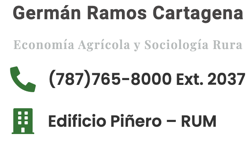 Germán Ramos Cartagena
Economía Agrícola y Sociología Rura
(787)765-8000 Ext. 2037
Edificio Piñero – RUM